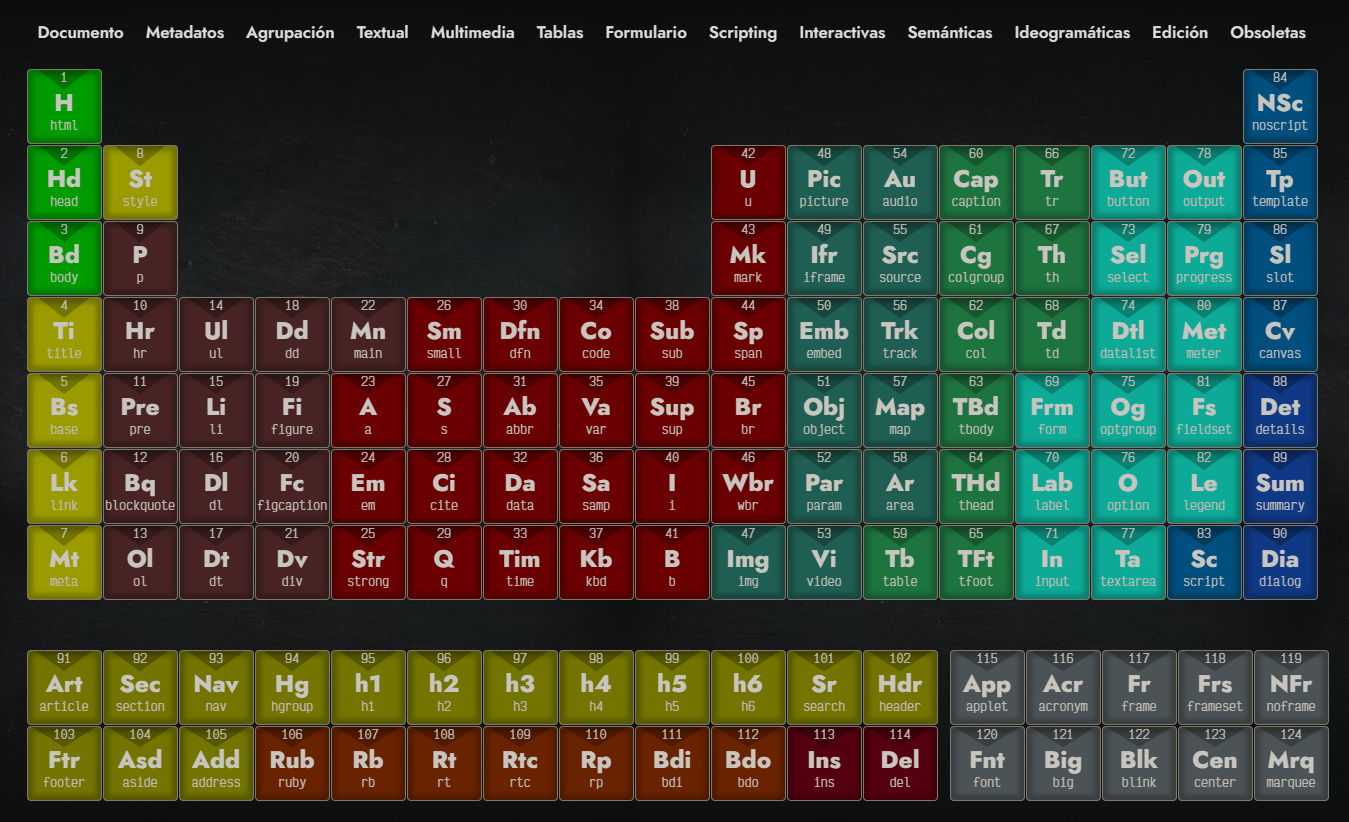 Documento Metadatos Agrupación Textual Multimedia Tablas Formulario Scripting Interactivas Semánticas Ideogramáticas Edición Obsoletas
1 84
H NSc
html noscript
2 8 42 48 54 60 66 72 78 85
Hd St U Pic Au Cap Tr But Out Tp
head style u picture audio caption tr button output template
3 9 43 49 55 61 67 73 79 86
Bd P Mk Ifr Src Cg Th Sel Prg Sl
body p mark iframe source colgroup th select progress slot
4 10 14 18 22 26 30 34 38 44 50 56 62 68 74 80 87
Ti Hr Ul Dd Mn Sm Dfn Co Sub Sp Emb Trk Col Td Dtl Met Cv
title hr ul dd main small dfn code sub span embed track col td datalist meter canvas
5 11 15 19 23 27 31 35 39 45 51 57 63 69 75 81 88
Bs Pre Li Fi A S Ab Va Sup Br Obj Map TBd Frm Og Fs Det
base pre li figure a s abbr var sup br object map tbody form optgroup fieldset details
6 12 16 20 24 28 32 36 40 46 52 58 64 70 76 82 89
Lk Bq Dl Fc Em Ci Da Sa I Wbr Par Ar THd Lab O Le Sum
link blockquote dl figcaption em cite data samp i wbr param area thead label option legend summary
7 13 17 21 25 29 33 37 41 47 53 59 65 71 77 83 90
Mt Ol Dt Dv Str Q Tim Kb B Img Vi Tb TFt In Ta Sc Dia
meta ol dt div strong q time kbd b img video table tfoot input textarea script dialog
91 92 93 94 95 96 97 98 99 100 101 102 115 116 117 118 119
Art Sec Nav Hg h1 h2 h3 h4 h5 h6 Sr Hdr App Acr Fr Frs NFr
article section nav hgroup h1 h2 h3 h4 h5 h6 search header applet acronym frame frameset noframe
103 104 105 106 107 108 109 110 111 112 113 114 120 121 122 123 124
Ftr Asd Add Rub Rb Rt Rtc Rp Bdi Bdo Ins Del Fnt Big Blk Cen Mrq
footer aside address ruby rb rt rtc rp bdi bdo ins del font big blink center marquee